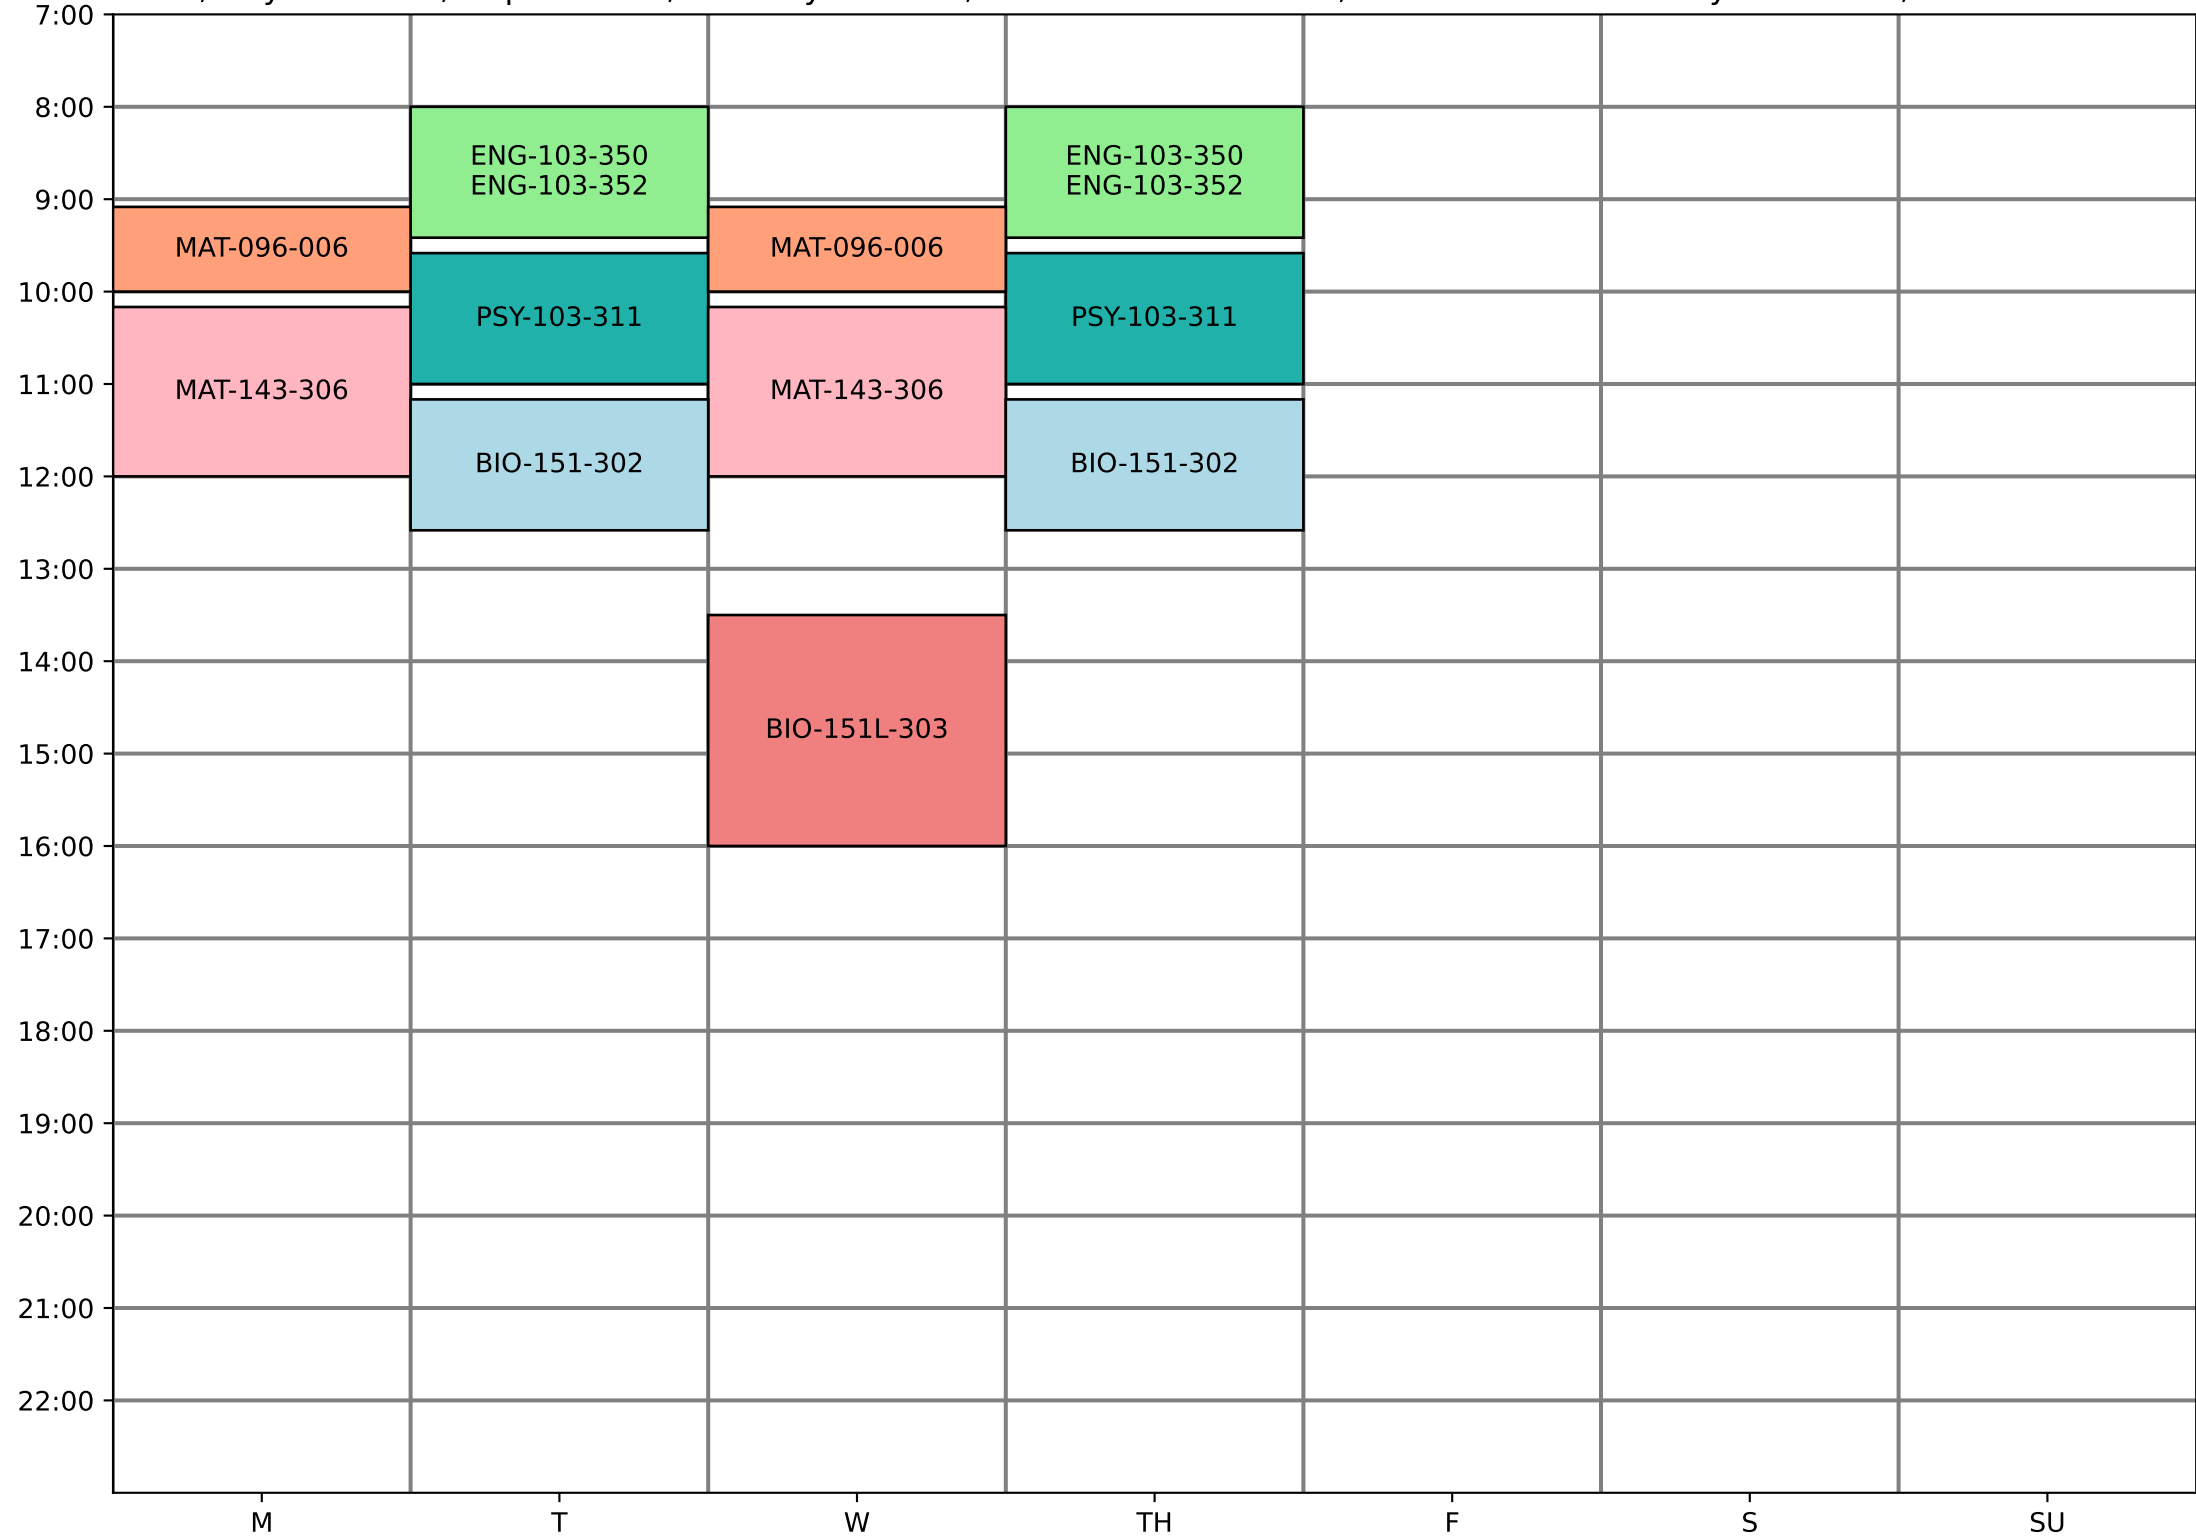 7:00
8:00
9:00
10:00
11:00
12:00
13:00
14:00
15:00
16:00
17:00
18:00
19:00
20:00
21:00
22:00
MAT-096-006
MAT-143-306
ENG-103-350
ENG-103-352
PSY-103-311
BIO-151-302
MAT-096-006
MAT-143-306
BIO-151L-303
ENG-103-350
ENG-103-352
PSY-103-311
BIO-151-302
M
T
W
TH
F
S
SU